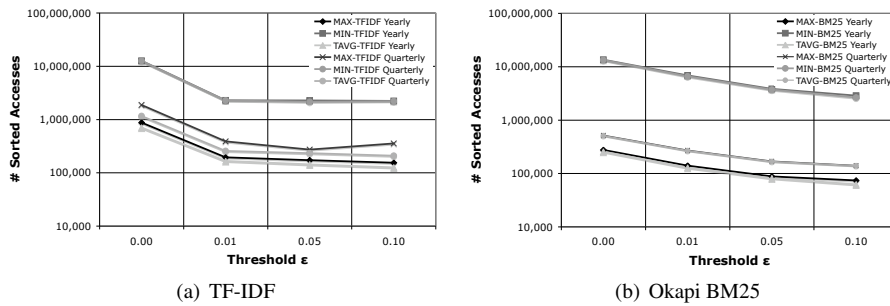 100,000,000
10,000,000
1,000,000
100,000
10,000
# Sorted Accesses
MAX-TFIDF Yearly
MIN-TFIDF Yearly
TAVG-TFIDF Yearly
MAX-TFIDF Quarterly
MIN-TFIDF Quarterly
TAVG-TFIDF Quarterly
0.00 0.01 0.05 0.10
Threshold ε
(a) TF-IDF
100,000,000
10,000,000
1,000,000
100,000
10,000
# Sorted Accesses
MAX-BM25 Yearly
MIN-BM25 Yearly
TAVG-BM25 Yearly
MAX-BM25 Quarterly
MIN-BM25 Quarterly
TAVG-BM25 Quarterly
0.00 0.01 0.05 0.10
Threshold ε
(b) Okapi BM25